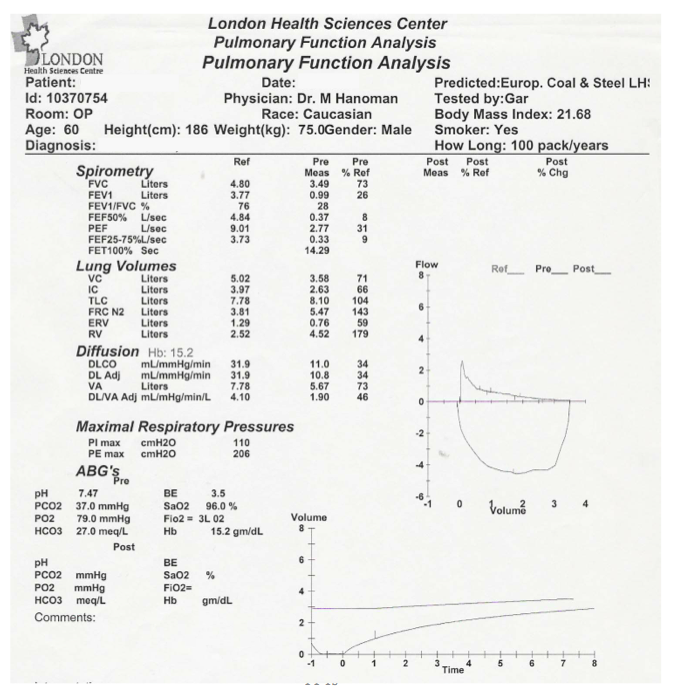 London Health Sciences Center
Pulmonary Function Analysis
LONDON
Health Sciences Centre
Pulmonary Function Analysis
Patient: Date: Predicted:Europ. Coal & Steel LHS
Id: 10370754 Physician: Dr. M Hanoman Tested by:Gar
Room: OP Race: Caucasian Body Mass Index: 21.68
Age: 60 Height(cm): 186 Weight(kg): 75.0Gender: Male Smoker: Yes
Diagnosis: How Long: 100 pack/years
Ref Pre Pre Post Post Post
Spirometry Meas % Ref Meas % Ref % Chg
FVC Liters 4.80 3.49 73
FEV1 Liters 3.77 0.99 26
FEV1/FVC % 76 28
FEF50% L/sec 4.84 0.37 8
PEF L/sec 9.01 2.77 31
FEF25-75%L/sec 3.73 0.33 9
FET100% Sec 14.29
Lung Volumes
VC Liters 5.02 3.58 71
IC Liters 3.97 2.63 66
TLC Liters 7.78 8.10 104
FRC N2 Liters 3.81 5.47 143
ERV Liters 1.29 0.76 59
RV Liters 2.52 4.52 179
Flow
Ref Pre Post
8
6
4
2
0
-2
-4
-6
-1 0 1 2 3 4
Volume
Diffusion Hb: 15.2
DLCO mL/mmHg/min 31.9 11.0 34
DL Adj mL/mmHg/min 31.9 10.8 34
VA Liters 7.78 5.67 73
DL/VA Adj mL/mHg/min/L 4.10 1.90 46
Maximal Respiratory Pressures
PI max cmH2O 110
PE max cmH2O 206
ABG's
Pre
pH 7.47 BE 3.5
PCO2 37.0 mmHg SaO2 96.0 %
PO2 79.0 mmHg Fio2 = 3L 02
HCO3 27.0 meq/L Hb 15.2 gm/dL
Post
pH BE
PCO2 mmHg SaO2 %
PO2 mmHg FiO2=
HCO3 meq/L Hb gm/dL
Comments:
Volume
8
6
4
2
0
-1 0 1 2 3 4 5 6 7 8
Time